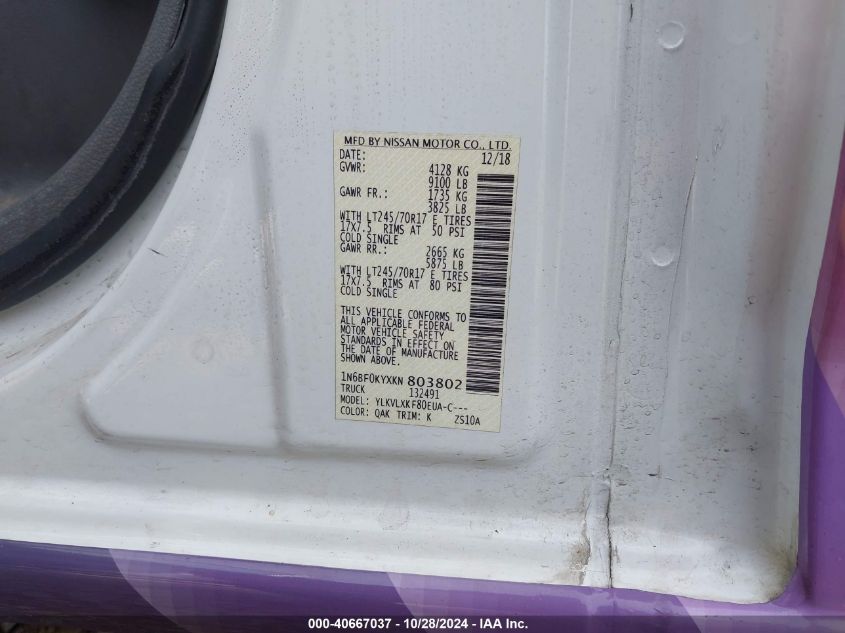 MFD BY NISSAN MOTOR CO., LTD.
DATE: 12/18
GVWR: 4128 KG
9100 LB
GAWR FR.: 1735 KG
3825 LB
WITH LT245/70R17 E TIRES
17X7.5 RIMS AT 50 PSI
COLD SINGLE
GAWR RR.: 2665 KG
5875 LB
WITH LT245/70R17 E TIRES
17X7.5 RIMS AT 80 PSI
COLD SINGLE
THIS VEHICLE CONFORMS TO
ALL APPLICABLE FEDERAL
MOTOR VEHICLE SAFETY
STANDARDS IN EFFECT ON
THE DATE OF MANUFACTURE
SHOWN ABOVE.
1N6BF0KYXKN 803802
TRUCK 132491
MODEL: YLKVLXKF80EUA-C---
COLOR: QAK TRIM: K ZS10A
000-40667037 - 10/28/2024 - IAA Inc.